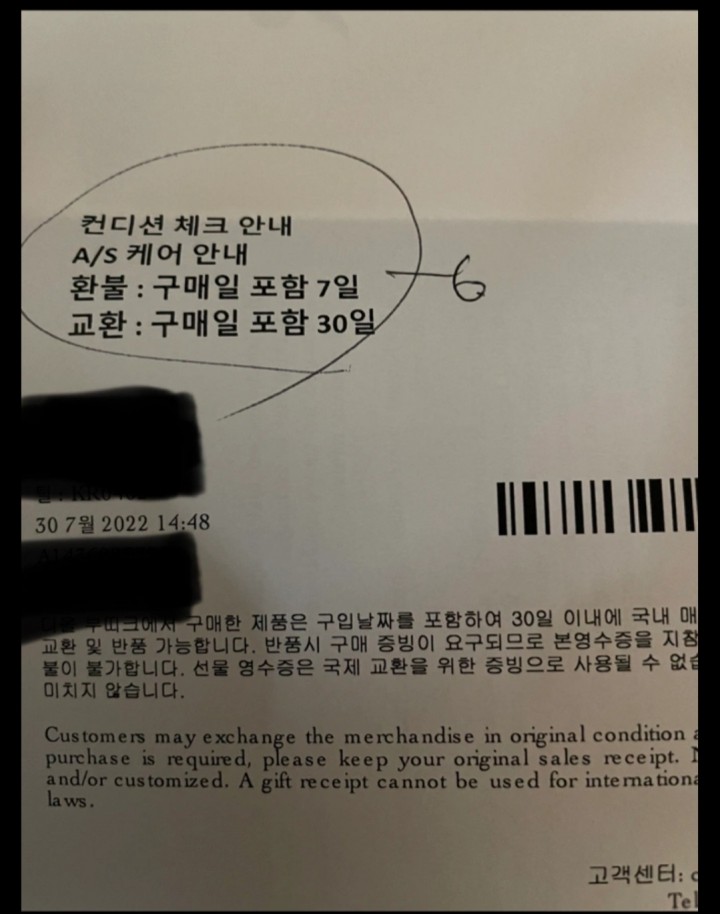 컨디션 체크 안내
A/S 케어 안내
환불 : 구매일 포함 7일
교환 : 구매일 포함 30일
6
30 7월 2022 14:48
구매한 제품은 구입날짜를 포함하여 30일 이내에 국내 매
교환 및 반품 가능합니다. 반품시 구매 증빙이 요구되므로 본영수증을 지참
불이 불가합니다. 선물 영수증은 국제 교환을 위한 증빙으로 사용될 수 없습
미치지 않습니다.
Customers may exchange the merchandise in original condition a
purchase is required, please keep your original sales receipt. N
and/or customized. A gift receipt cannot be used for internationa
laws.
고객센터: c
Tel